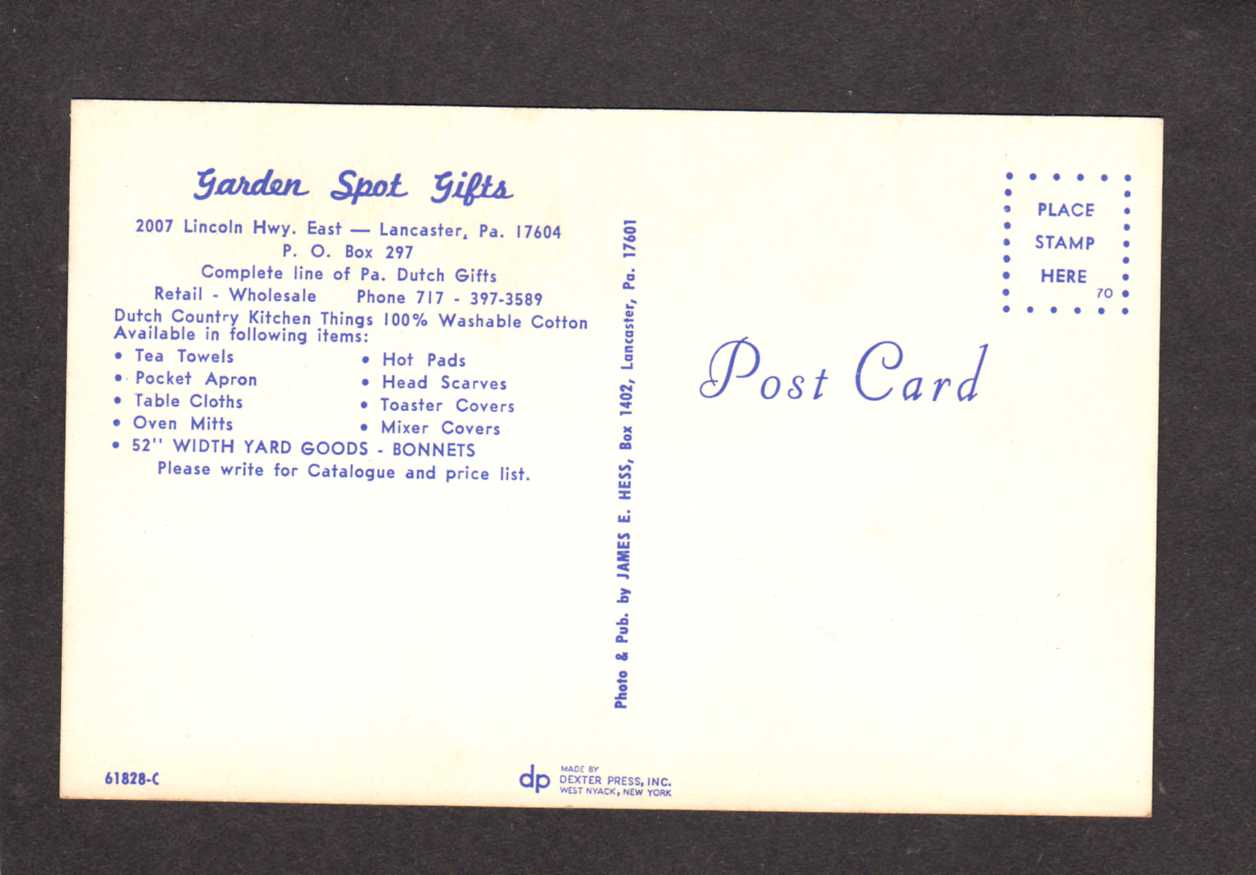 Garden Spot Gifts
2007 Lincoln Hwy. East — Lancaster, Pa. 17604
P. O. Box 297
Complete line of Pa. Dutch Gifts
Retail - Wholesale Phone 717 - 397-3589
Dutch Country Kitchen Things 100% Washable Cotton
Available in following items:
• Tea Towels
• Pocket Apron
• Table Cloths
• Oven Mitts
• Hot Pads
• Head Scarves
• Toaster Covers
• Mixer Covers
• 52'' WIDTH YARD GOODS - BONNETS
Please write for Catalogue and price list.
61828-C
Photo & Pub. by JAMES E. HESS, Box 1402, Lancaster, Pa. 17601
dp
MADE BY
DEXTER PRESS, INC.
WEST NYACK, NEW YORK
PLACE
STAMP
HERE
70
Post Card